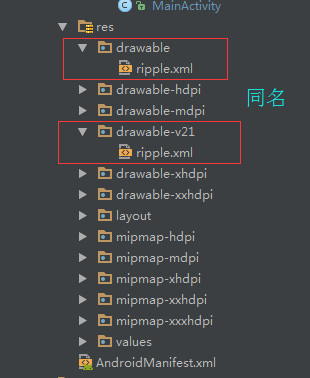 MainActivity
res
drawable
ripple.xml
drawable-hdpi
同名
drawable-mdpi
drawable-v21
ripple.xml
drawable-xhdpi
drawable-xxhdpi
layout
mipmap-hdpi
mipmap-mdpi
mipmap-xhdpi
mipmap-xxhdpi
mipmap-xxxhdpi
values
AndroidManifest.xml